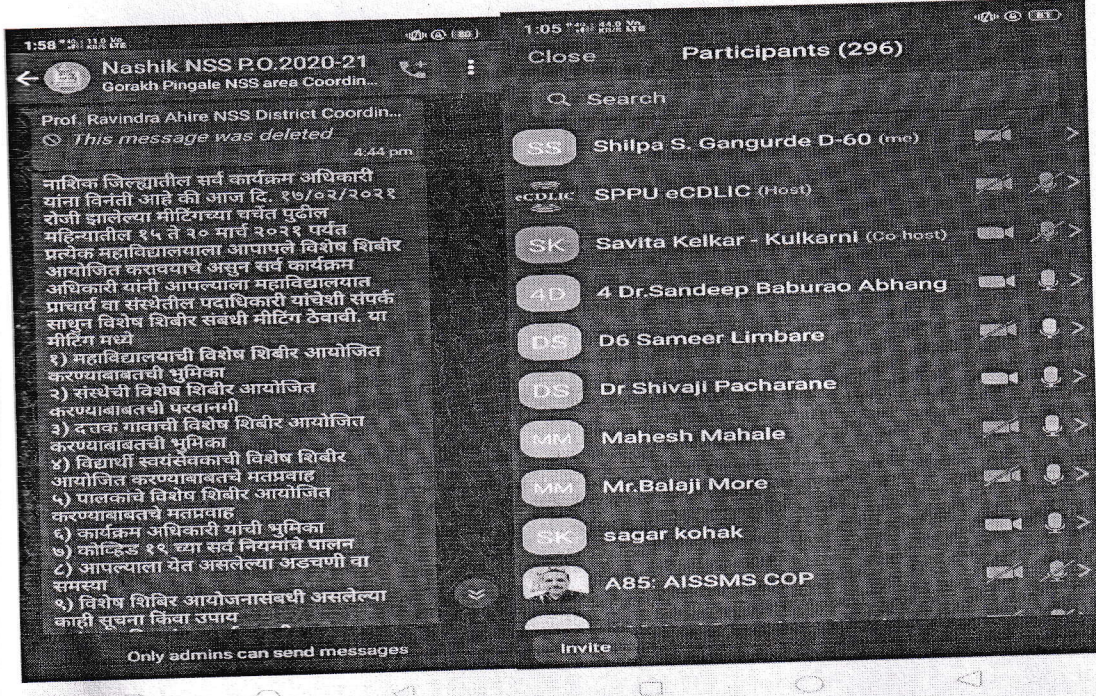 1:58
80
Nashik NSS P.O.2020-21
Gorakh Pingale NSS area Coordin...
Prof. Ravindra Ahire NSS District Coordin...
This message was deleted
4:44 pm
नाशिक जिल्ह्यातील सर्व कार्यक्रम अधिकारी
यांना विनंती आहे की आज दि. १७/०२/२०२१
रोजी झालेल्या मीटिंगच्या चर्चेत पुढील
महिन्यातील १५ ते २० मार्च २०२१ पर्यंत
प्रत्येक महाविद्यालयाला आपापले विशेष शिबीर
आयोजित करावयाचे असुन सर्व कार्यक्रम
अधिकारी यांनी आपल्याला महाविद्यालयात
प्राचार्य वा संस्थेतील पदाधिकारी यांचेशी संपर्क
साधुन विशेष शिबीर संबंधी मीटिंग ठेवावी. या
मीटिंग मध्ये
१) महाविद्यालयाची विशेष शिबीर आयोजित
करण्याबाबतची भुमिका
२) संस्थेची विशेष शिबीर आयोजित
करण्याबाबतची परवानगी
३) दत्तक गावाची विशेष शिबीर आयोजित
करण्याबाबतची भुमिका
४) विद्यार्थी स्वयंसेवकाची विशेष शिबीर
आयोजित करण्याबाबतचे मतप्रवाह
५) पालकांचे विशेष शिबीर आयोजित
करण्याबाबतचे मतप्रवाह
६) कार्यक्रम अधिकारी यांची भुमिका
७) कोव्हिड १९ च्या सर्व नियमांचे पालन
८) आपल्याला येत असलेल्या अडचणी वा
समस्या
९) विशेष शिबिर आयोजनासंबधी असलेल्या
काही सुचना किंवा उपाय
Only admins can send messages
1:05
81
Close Participants (296)
Search
SS Shilpa S. Gangurde D-60 (me)
eCDLIC SPPU eCDLIC (Host)
SK Savita Kelkar - Kulkarni (Co-host)
4D 4 Dr.Sandeep Baburao Abhang
DS D6 Sameer Limbare
DS Dr Shivaji Pacharane
MM Mahesh Mahale
MM Mr.Balaji More
SK sagar kohak
A85: AISSMS COP
Invite